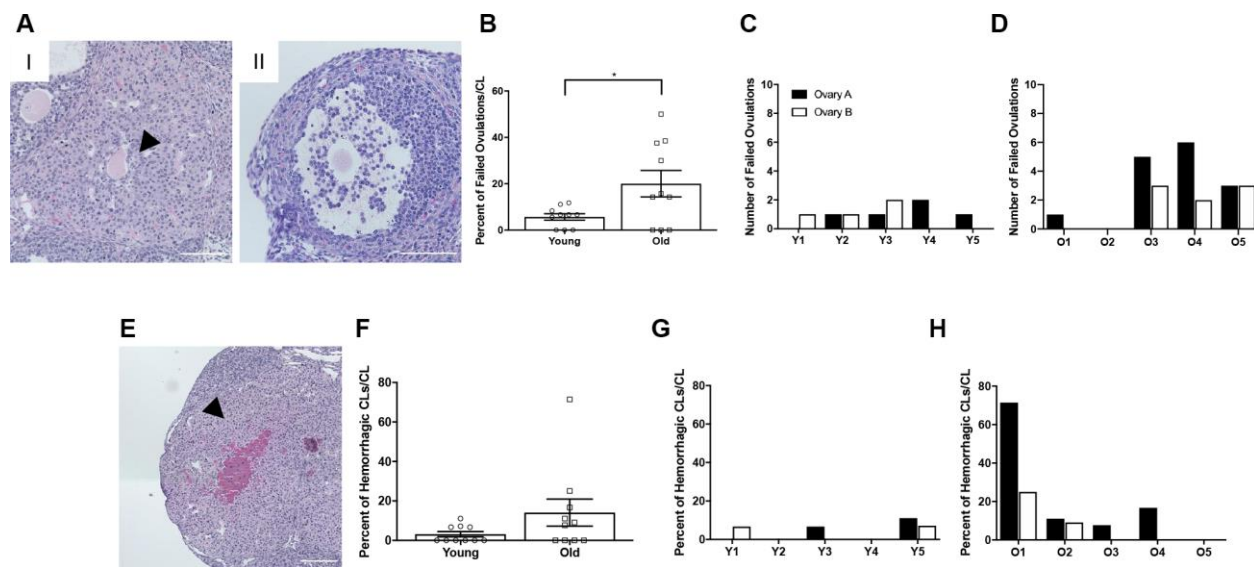 A
I
II
B
Percent of Failed Ovulations/CL
60
40
20
0
*
Young
Old
C
Number of Failed Ovulations
10
8
6
4
2
0
Ovary A
Ovary B
Y1 Y2 Y3 Y4 Y5
D
Number of Failed Ovulations
10
8
6
4
2
0
O1 O2 O3 O4 O5
E
F
Percent of Hemorrhagic CLs/CL
80
60
40
20
0
Young
Old
G
Percent of Hemorrhagic CLs/CL
80
60
40
20
0
Y1 Y2 Y3 Y4 Y5
H
Percent of Hemorrhagic CLs/CL
80
60
40
20
0
O1 O2 O3 O4 O5